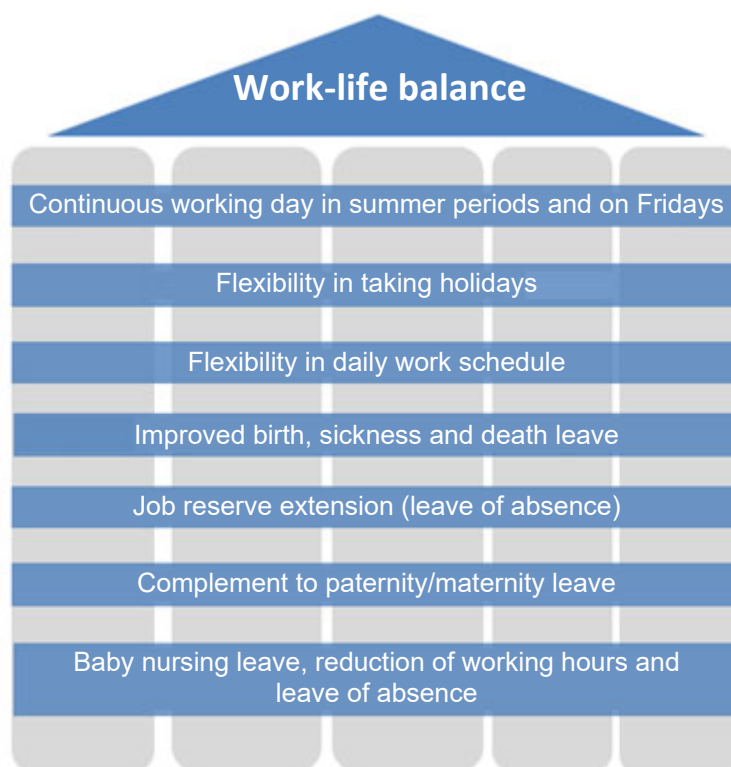 Work-life balance
Continuous working day in summer periods and on Fridays
Flexibility in taking holidays
Flexibility in daily work schedule
Improved birth, sickness and death leave
Job reserve extension (leave of absence)
Complement to paternity/maternity leave
Baby nursing leave, reduction of working hours and
leave of absence